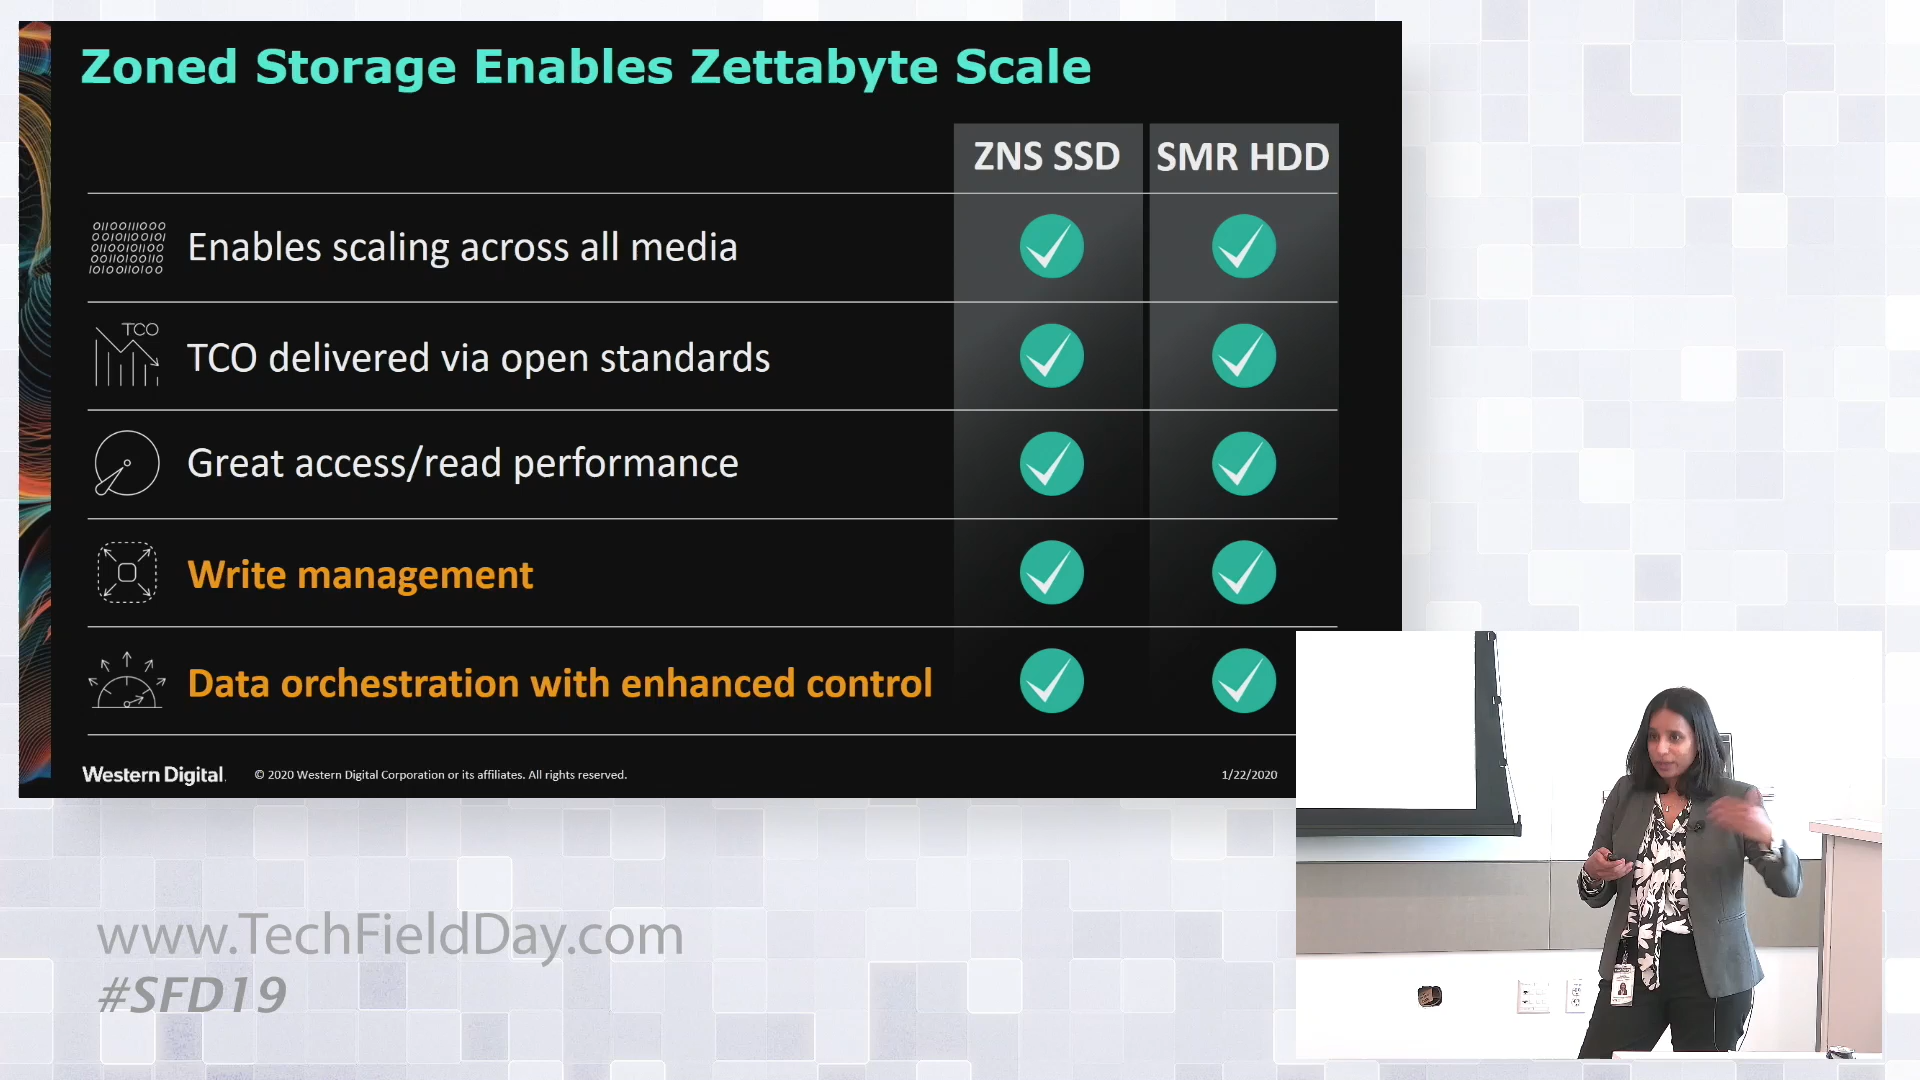 Zoned Storage Enables Zettabyte Scale
ZNS SSD
SMR HDD
Enables scaling across all media
TCO
TCO delivered via open standards
Great access/read performance
Write management
Data orchestration with enhanced control
Western Digital.
© 2020 Western Digital Corporation or its affiliates. All rights reserved.
1/22/2020
www.TechFieldDay.com
#SFD19